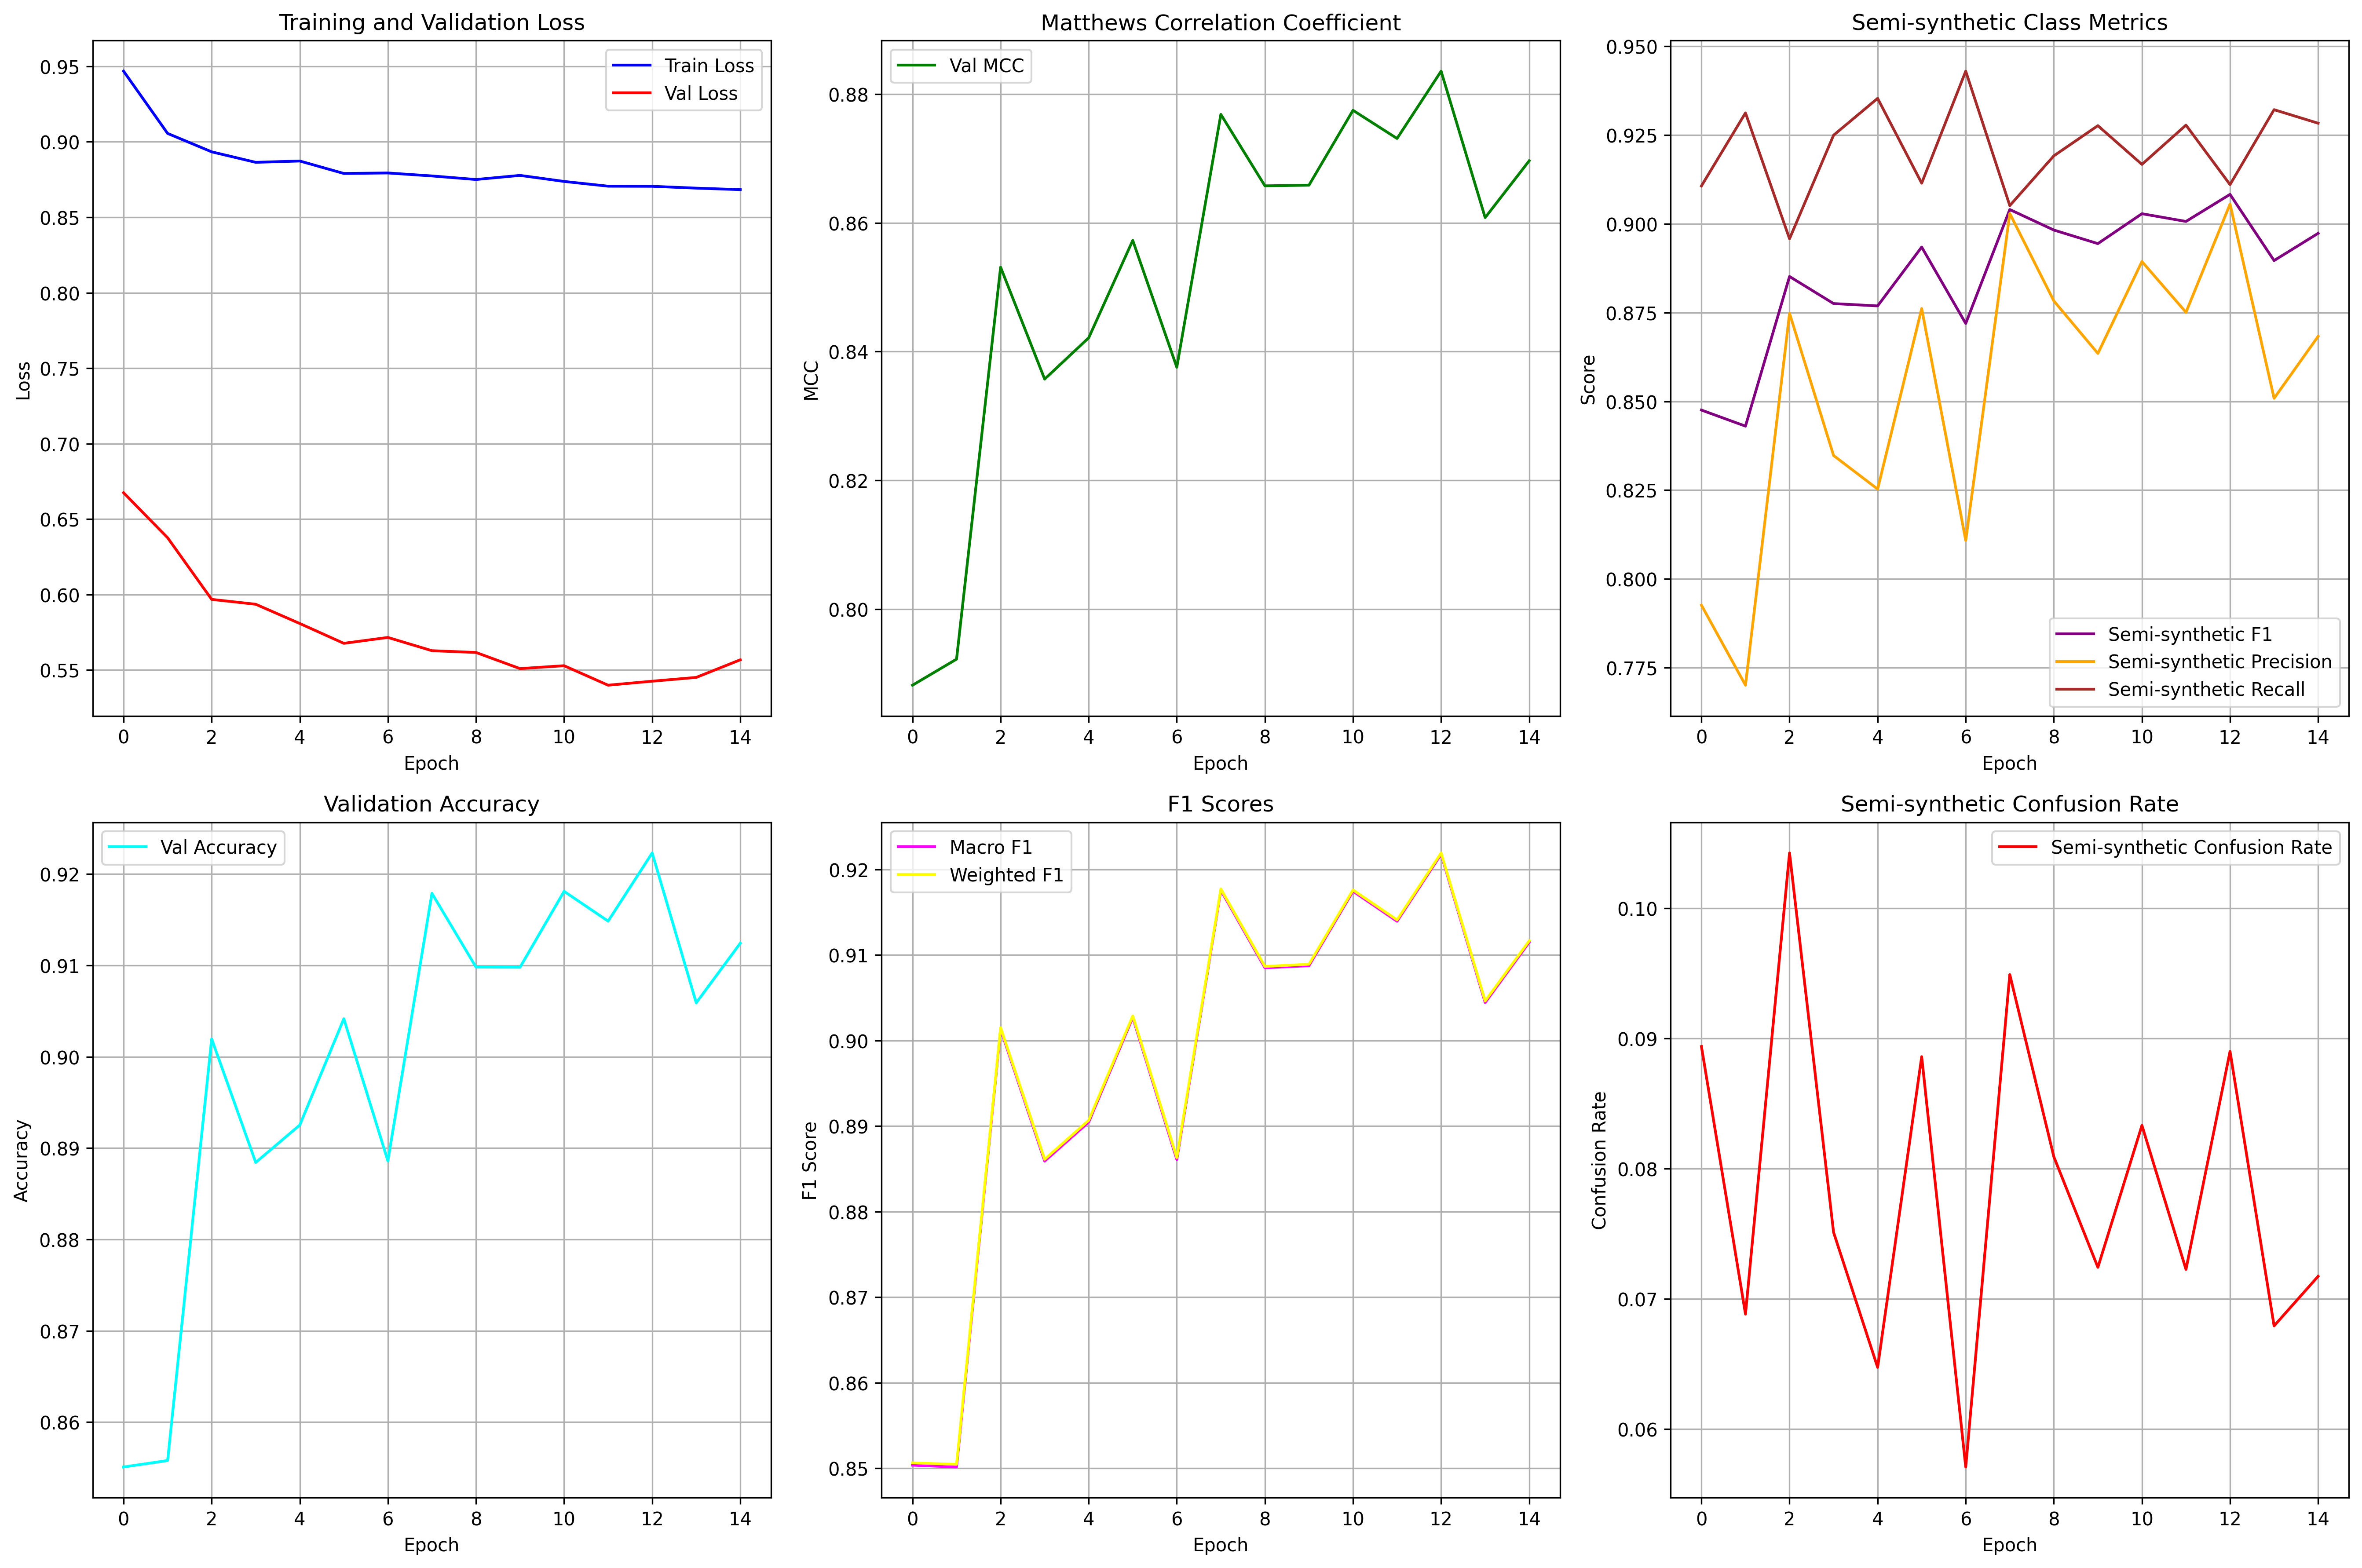 Training and Validation Loss
Train Loss
Val Loss
0.95
0.90
0.85
0.80
0.75
0.70
0.65
0.60
0.55
Loss
0 2 4 6 8 10 12 14
Epoch
Matthews Correlation Coefficient
Val MCC
0.88
0.86
0.84
0.82
0.80
MCC
0 2 4 6 8 10 12 14
Epoch
Semi-synthetic Class Metrics
0.950
0.925
0.900
0.875
0.850
0.825
0.800
0.775
Score
Semi-synthetic F1
Semi-synthetic Precision
Semi-synthetic Recall
0 2 4 6 8 10 12 14
Epoch
Validation Accuracy
Val Accuracy
0.92
0.91
0.90
0.89
0.88
0.87
0.86
Accuracy
0 2 4 6 8 10 12 14
Epoch
F1 Scores
Macro F1
Weighted F1
0.92
0.91
0.90
0.89
0.88
0.87
0.86
0.85
F1 Score
0 2 4 6 8 10 12 14
Epoch
Semi-synthetic Confusion Rate
Semi-synthetic Confusion Rate
0.10
0.09
0.08
0.07
0.06
Confusion Rate
0 2 4 6 8 10 12 14
Epoch